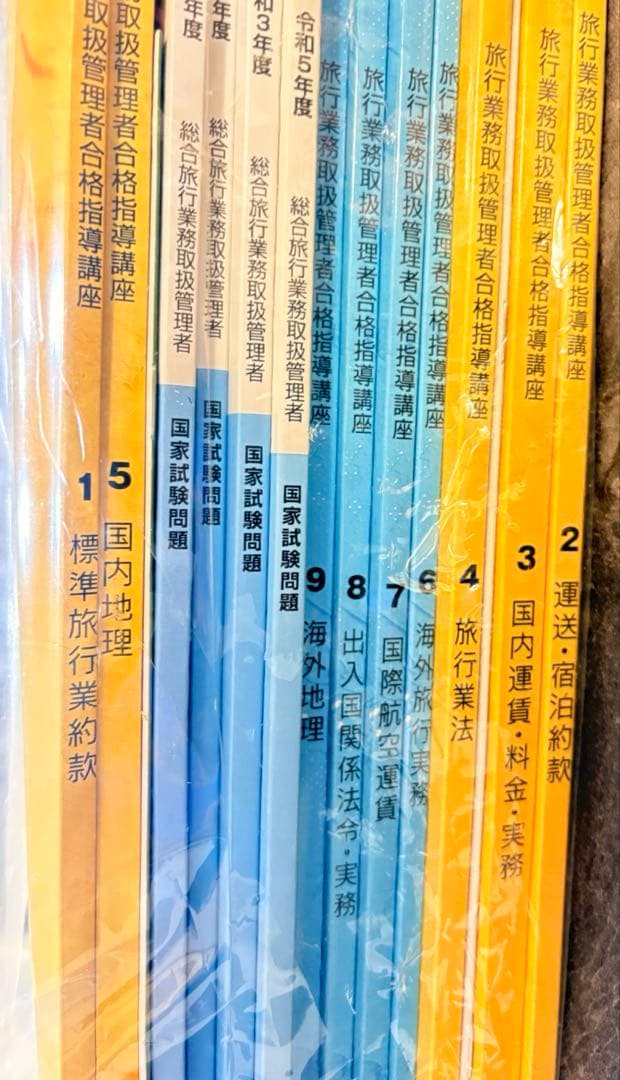 取扱管理者合格指導講座 1 標準旅行業約款
取扱管理者合格指導講座 5 国内地理
年度 総合旅行業務取扱管理者 国家試験問題
年度 総合旅行業務取扱管理者 国家試験問題
和3年度 総合旅行業務取扱管理者 国家試験問題
令和5年度 総合旅行業務取扱管理者 国家試験問題
旅行業務取扱管理者合格指導講座 9 海外地理
旅行業務取扱管理者合格指導講座 8 出入国関係法令・実務
旅行業務取扱管理者合格指導講座 7 国際航空運賃
旅行業務取扱管理者合格指導講座 6 海外旅行実務
旅行業務取扱管理者合格指導講座 4 旅行業法
旅行業務取扱管理者合格指導講座 3 国内運賃・料金・実務
旅行業務取扱管理者合格指導講座 2 運送・宿泊約款